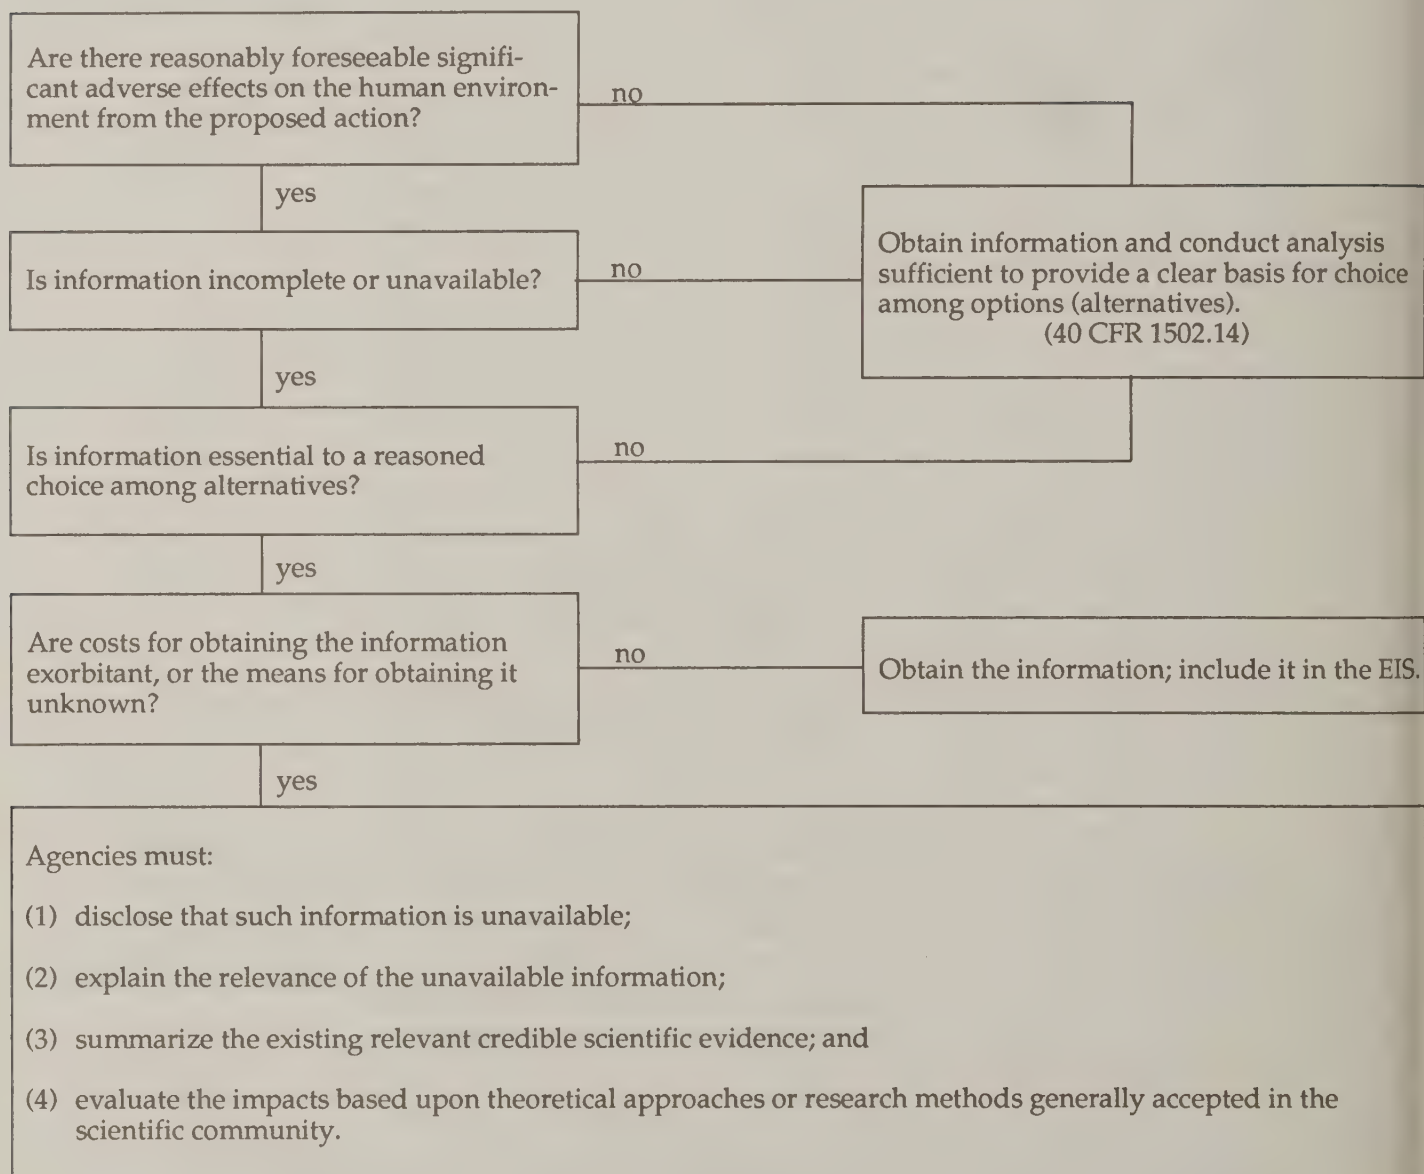 Are there reasonably foreseeable signifi-
cant adverse effects on the human environ-
ment from the proposed action?
no
yes
Is information incomplete or unavailable?
no
Obtain information and conduct analysis
sufficient to provide a clear basis for choice
among options (alternatives).
(40 CFR 1502.14)
yes
Is information essential to a reasoned
choice among alternatives?
no
yes
Are costs for obtaining the information
exorbitant, or the means for obtaining it
unknown?
no
Obtain the information; include it in the EIS.
yes
Agencies must:
(1) disclose that such information is unavailable;
(2) explain the relevance of the unavailable information;
(3) summarize the existing relevant credible scientific evidence; and
(4) evaluate the impacts based upon theoretical approaches or research methods generally accepted in the
scientific community.